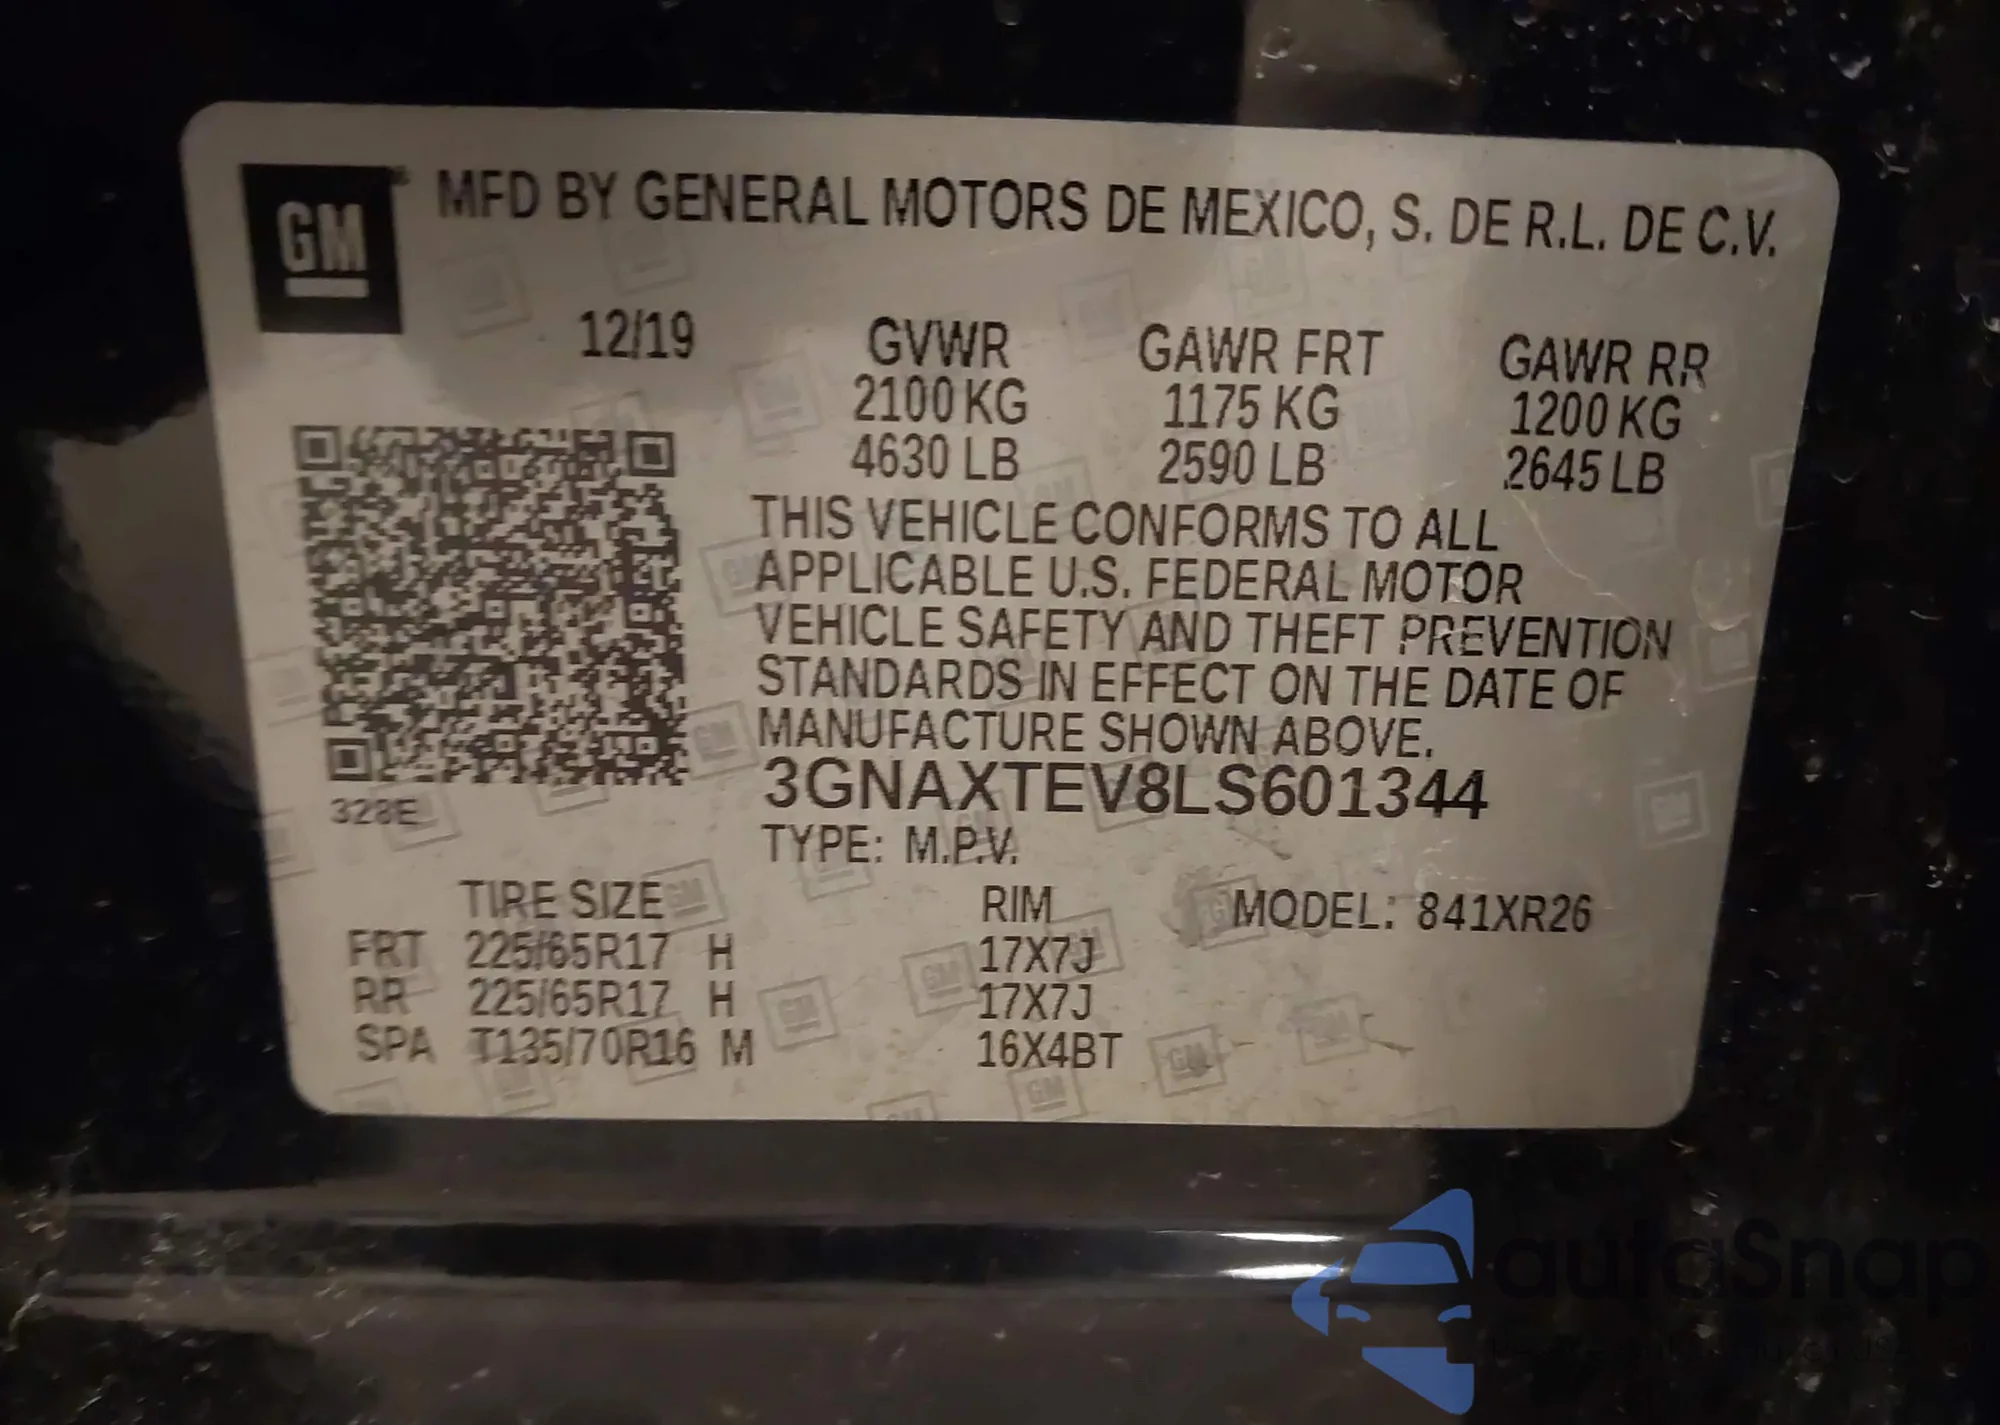 GM
MFD BY GENERAL MOTORS DE MEXICO, S. DE R.L. DE C.V.
12/19 GVWR GAWR FRT GAWR RR
2100 KG 1175 KG 1200 KG
4630 LB 2590 LB 2645 LB
THIS VEHICLE CONFORMS TO ALL
APPLICABLE U.S. FEDERAL MOTOR
VEHICLE SAFETY AND THEFT PREVENTION
STANDARDS IN EFFECT ON THE DATE OF
MANUFACTURE SHOWN ABOVE.
3GNAXTEV8LS601344
328E
TYPE: M.P.V.
TIRE SIZE RIM MODEL: 841XR26
FRT 225/65R17 H 17X7J
RR 225/65R17 H 17X7J
SPA T135/70R16 M 16X4BT
autoSnap